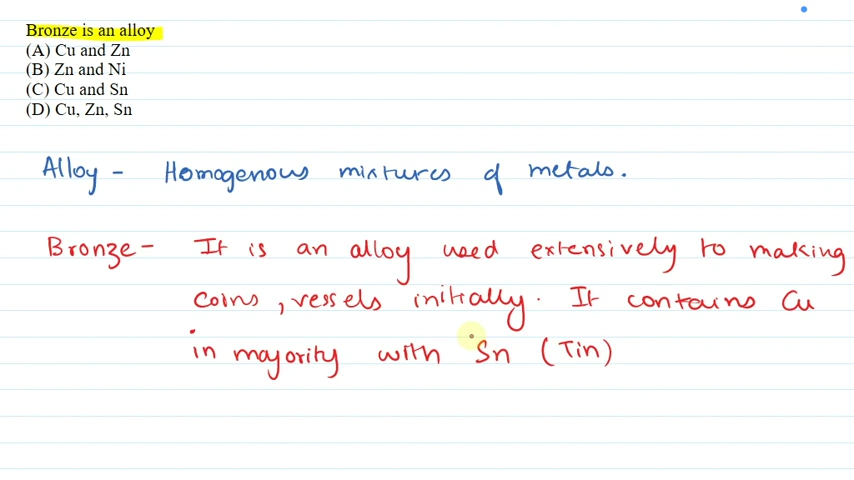 Bronze is an alloy
(A) Cu and Zn
(B) Zn and Ni
(C) Cu and Sn
(D) Cu, Zn, Sn
Alloy - Homogenous mixtures of metals.
Bronze - It is an alloy used extensively to making
coins, vessels initially. It contains Cu
in majority with Sn (Tin)